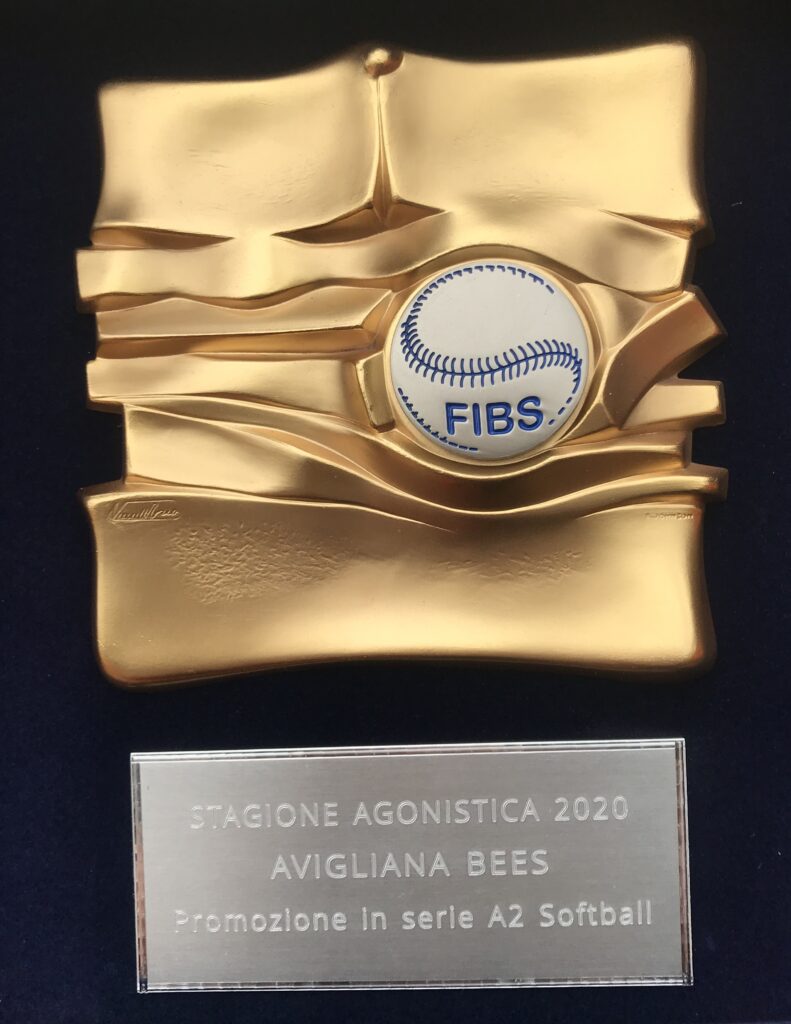 FIBS
STAGIONE AGONISTICA 2020
AVIGLIANA BEES
Promozione in serie A2 Softball